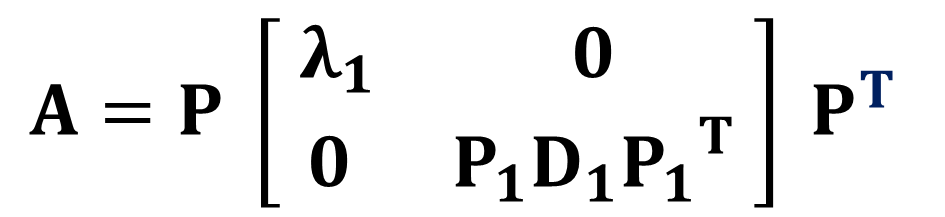 A = P [ λ₁ 0
0 P₁D₁P₁ᵀ ] Pᵀ